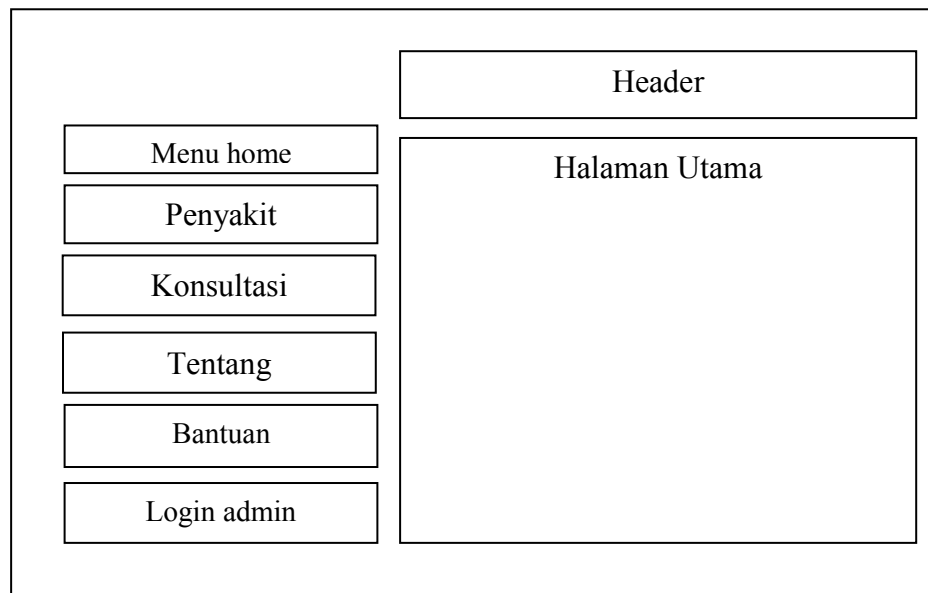 Header
Menu home
Penyakit
Konsultasi
Tentang
Bantuan
Login admin
Halaman Utama